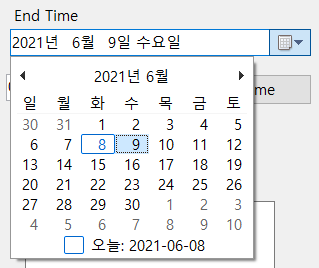 End Time
2021년 6월 9일 수요일
2021년 6월
일 월 화 수 목 금 토
30 31 1 2 3 4 5
6 7 8 9 10 11 12
13 14 15 16 17 18 19
20 21 22 23 24 25 26
27 28 29 30 1 2 3
4 5 6 7 8 9 10
오늘: 2021-06-08
me